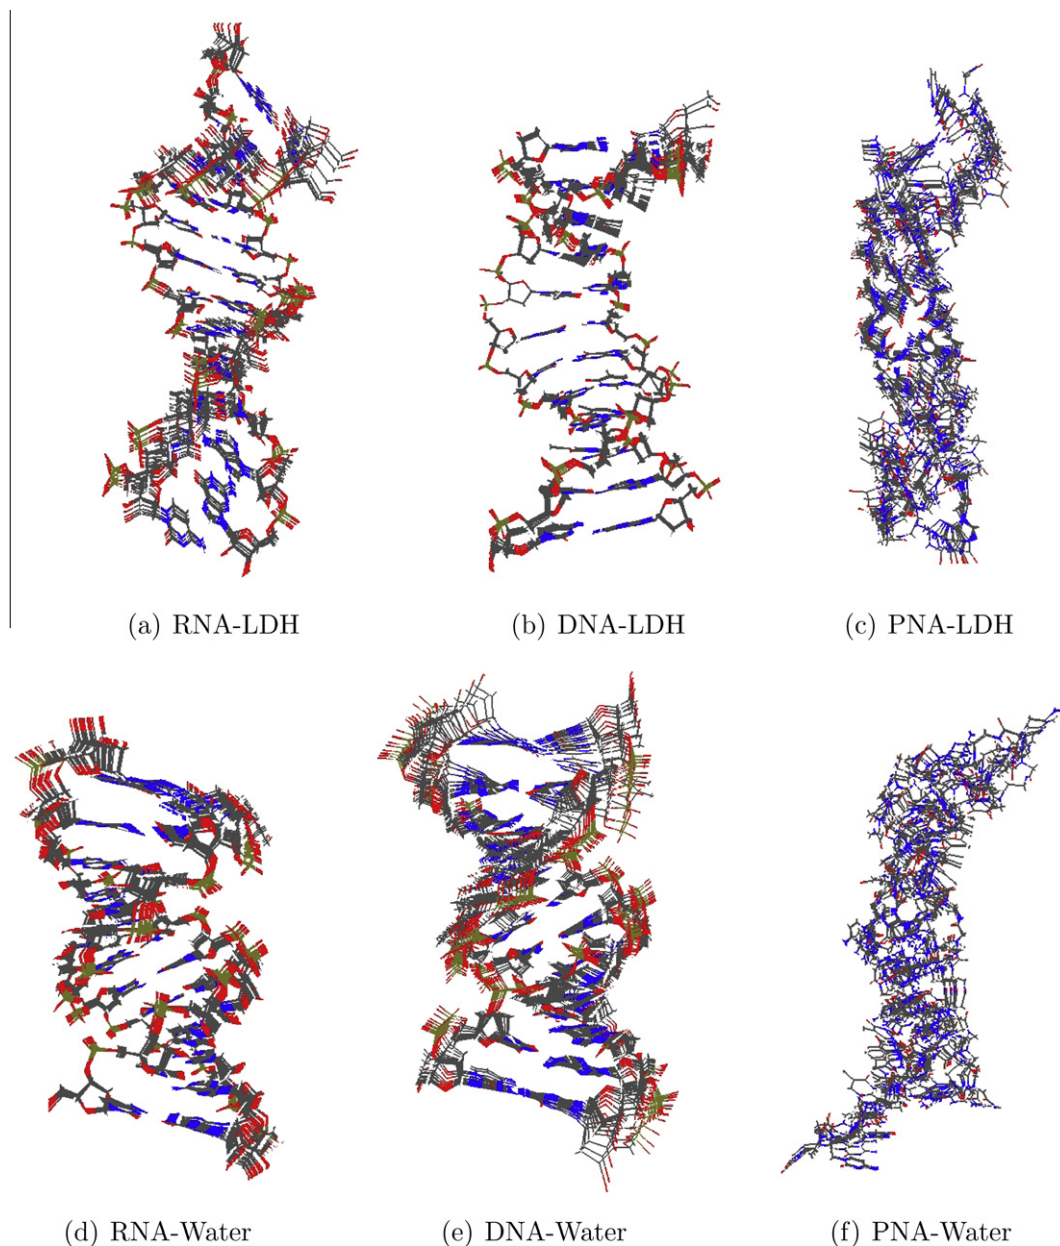 (a) RNA-LDH
(b) DNA-LDH
(c) PNA-LDH
(d) RNA-Water
(e) DNA-Water
(f) PNA-Water